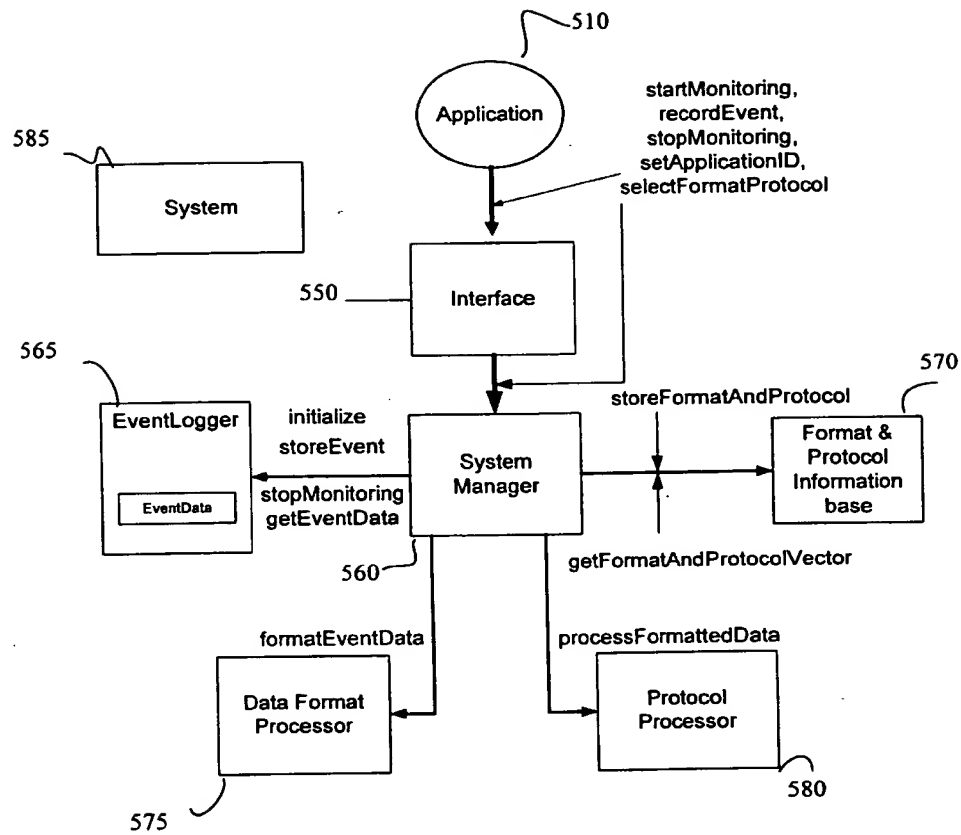 510
Application
startMonitoring,
recordEvent,
stopMonitoring,
setApplicationID,
selectFormatProtocol
585
System
550
Interface
565
EventLogger
EventData
initialize
storeEvent
stopMonitoring
getEventData
System
Manager
560
storeFormatAndProtocol
getFormatAndProtocolVector
570
Format &
Protocol
Information
base
formatEventData
processFormattedData
Data Format
Processor
575
Protocol
Processor
580